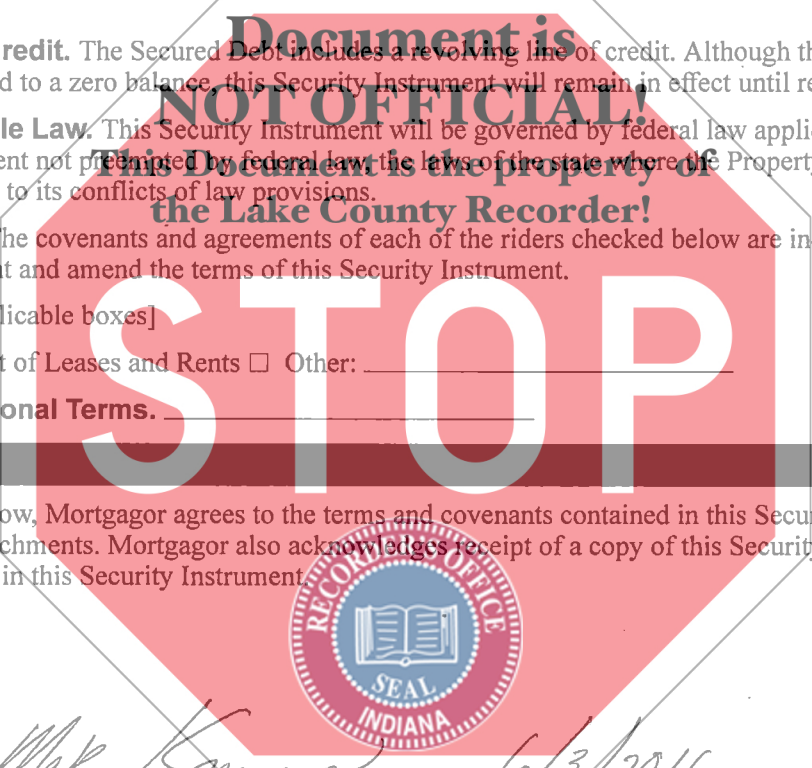 Document is
redit. The Secured Debt includes a revolving line of credit. Although th
d to a zero balance, this Security Instrument will remain in effect until re
NOT OFFICIAL!
le Law. This Security Instrument will be governed by federal law appli
ent not preempted by federal law, the laws of the state where the Propert
This Document is the property of
to its conflicts of law provisions.
the Lake County Recorder!
he covenants and agreements of each of the riders checked below are in
t and amend the terms of this Security Instrument.
licable boxes]
t of Leases and Rents ☐ Other:
onal Terms.
STOP
ow, Mortgagor agrees to the terms and covenants contained in this Secur
chments. Mortgagor also acknowledges receipt of a copy of this Security
in this Security Instrument.
RECORDER'S OFFICE
SEAL
INDIANA